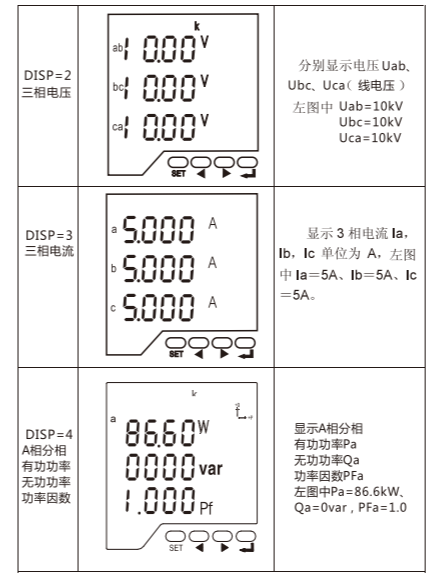 DISP=2
三相电压
k
ab 10.00 V
bc 10.00 V
ca 10.00 V
SET
分别显示电压Uab、
Ubc、Uca（线电压）
左图中 Uab=10kV
Ubc=10kV
Uca=10kV
DISP=3
三相电流
a 5.000 A
b 5.000 A
c 5.000 A
SET
显示 3 相电流 Ia，
Ib，Ic 单位为 A，左图
中 Ia＝5A、Ib＝5A、Ic
＝5A。
DISP=4
A相分相
有功功率
无功功率
功率因数
a 86.60 W
0000 var
1.000 Pf
SET
显示A相分相
有功功率Pa
无功功率Qa
功率因数PFa
左图中Pa=86.6kW、
Qa=0var，PFa=1.0